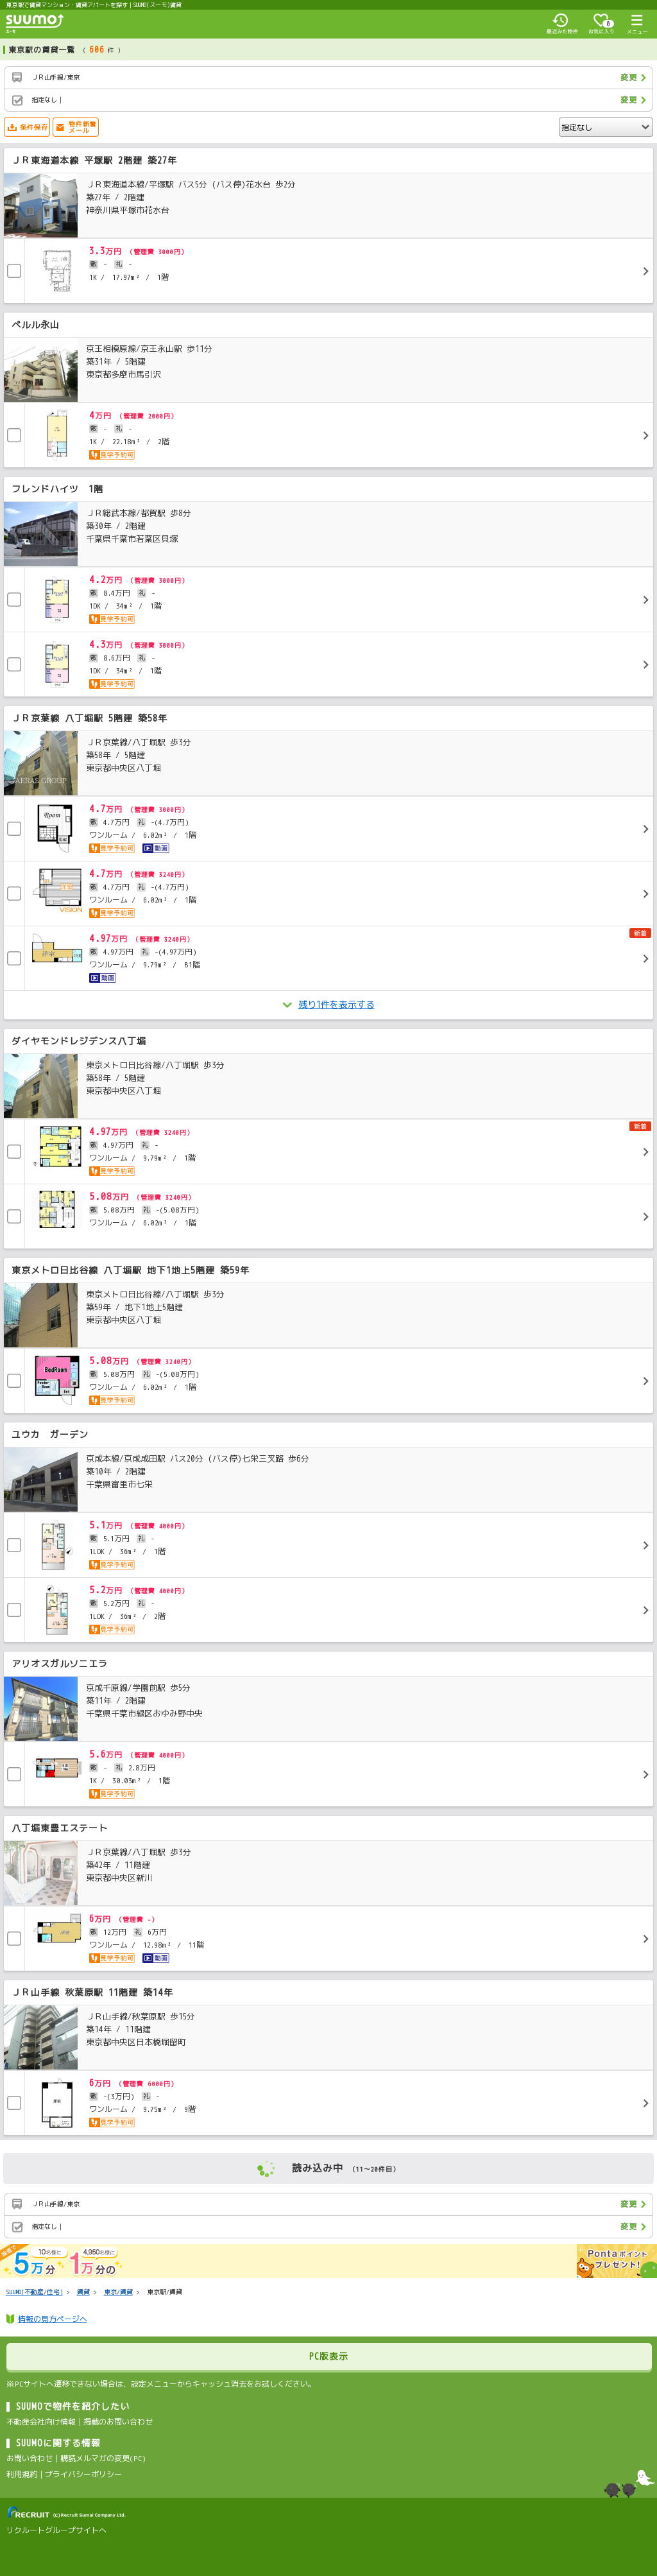 東京駅で賃貸マンション・賃貸アパートを探す | SUUMO(スーモ)賃貸
suumo
スーモ
最近みた物件
お気に入り
0
メニュー
東京駅の賃貸一覧 ( 606 件 )
ＪＲ山手線/東京
変更
指定なし |
変更
条件保存
物件新着メール
指定なし
ＪＲ東海道本線 平塚駅 2階建 築27年
ＪＲ東海道本線/平塚駅 バス5分 (バス停)花水台 歩2分
築27年 / 2階建
神奈川県平塚市花水台
3.3万円 (管理費 3000円)
敷 - 礼 -
1K / 17.97m² / 1階
ベルル永山
京王相模原線/京王永山駅 歩11分
築31年 / 5階建
東京都多摩市馬引沢
4万円 (管理費 2000円)
敷 - 礼 -
1K / 22.18m² / 2階
見学予約可
フレンドハイツ 1階
ＪＲ総武本線/都賀駅 歩8分
築30年 / 2階建
千葉県千葉市若葉区貝塚
4.2万円 (管理費 3000円)
敷 8.4万円 礼 -
1DK / 34m² / 1階
見学予約可
4.3万円 (管理費 3000円)
敷 8.6万円 礼 -
1DK / 34m² / 1階
見学予約可
ＪＲ京葉線 八丁堀駅 5階建 築58年
ＪＲ京葉線/八丁堀駅 歩3分
築58年 / 5階建
東京都中央区八丁堀
AERAS GROUP
4.7万円 (管理費 3000円)
敷 4.7万円 礼 -(4.7万円)
ワンルーム / 6.02m² / 1階
見学予約可 動画
Room
4.7万円 (管理費 3240円)
敷 4.7万円 礼 -(4.7万円)
ワンルーム / 6.02m² / 1階
見学予約可
VISION
新着
4.97万円 (管理費 3240円)
敷 4.97万円 礼 -(4.97万円)
ワンルーム / 9.79m² / B1階
動画
洋室
残り1件を表示する
ダイヤモンドレジデンス八丁堀
東京メトロ日比谷線/八丁堀駅 歩3分
築58年 / 5階建
東京都中央区八丁堀
新着
4.97万円 (管理費 3240円)
敷 4.97万円 礼 -
ワンルーム / 9.79m² / 1階
見学予約可
5.08万円 (管理費 3240円)
敷 5.08万円 礼 -(5.08万円)
ワンルーム / 6.02m² / 1階
東京メトロ日比谷線 八丁堀駅 地下1地上5階建 築59年
東京メトロ日比谷線/八丁堀駅 歩3分
築59年 / 地下1地上5階建
東京都中央区八丁堀
5.08万円 (管理費 3240円)
敷 5.08万円 礼 -(5.08万円)
ワンルーム / 6.02m² / 1階
見学予約可
BedRoom
ユウカ ガーデン
京成本線/京成成田駅 バス20分 (バス停)七栄三叉路 歩6分
築10年 / 2階建
千葉県富里市七栄
5.1万円 (管理費 4000円)
敷 5.1万円 礼 -
1LDK / 36m² / 1階
見学予約可
5.2万円 (管理費 4000円)
敷 5.2万円 礼 -
1LDK / 36m² / 2階
見学予約可
アリオスガルソニエラ
京成千原線/学園前駅 歩5分
築11年 / 2階建
千葉県千葉市緑区おゆみ野中央
5.6万円 (管理費 4000円)
敷 - 礼 2.8万円
1K / 30.03m² / 1階
見学予約可
八丁堀東豊エステート
ＪＲ京葉線/八丁堀駅 歩3分
築42年 / 11階建
東京都中央区新川
6万円 (管理費 -)
敷 12万円 礼 6万円
ワンルーム / 12.98m² / 11階
見学予約可 動画
ＪＲ山手線 秋葉原駅 11階建 築14年
ＪＲ山手線/秋葉原駅 歩15分
築14年 / 11階建
東京都中央区日本橋堀留町
6万円 (管理費 6000円)
敷 -(3万円) 礼 -
ワンルーム / 9.75m² / 9階
見学予約可
読み込み中 (11～20件目)
ＪＲ山手線/東京
変更
指定なし |
変更
10名様に 4,950名様に
5万分 1万分の
Pontaポイント
プレゼント!
SUUMO[不動産/住宅] > 賃貸 > 東京/賃貸 > 東京駅/賃貸
情報の見方ページへ
PC版表示
※PCサイトへ遷移できない場合は、設定メニューからキャッシュ消去をお試しください。
SUUMOで物件を紹介したい
不動産会社向け情報 | 掲載のお問い合わせ
SUUMOに関する情報
お問い合わせ | 購読メルマガの変更(PC)
利用規約 | プライバシーポリシー
RECRUIT (C)Recruit Sumai Company Ltd.
リクルートグループサイトへ